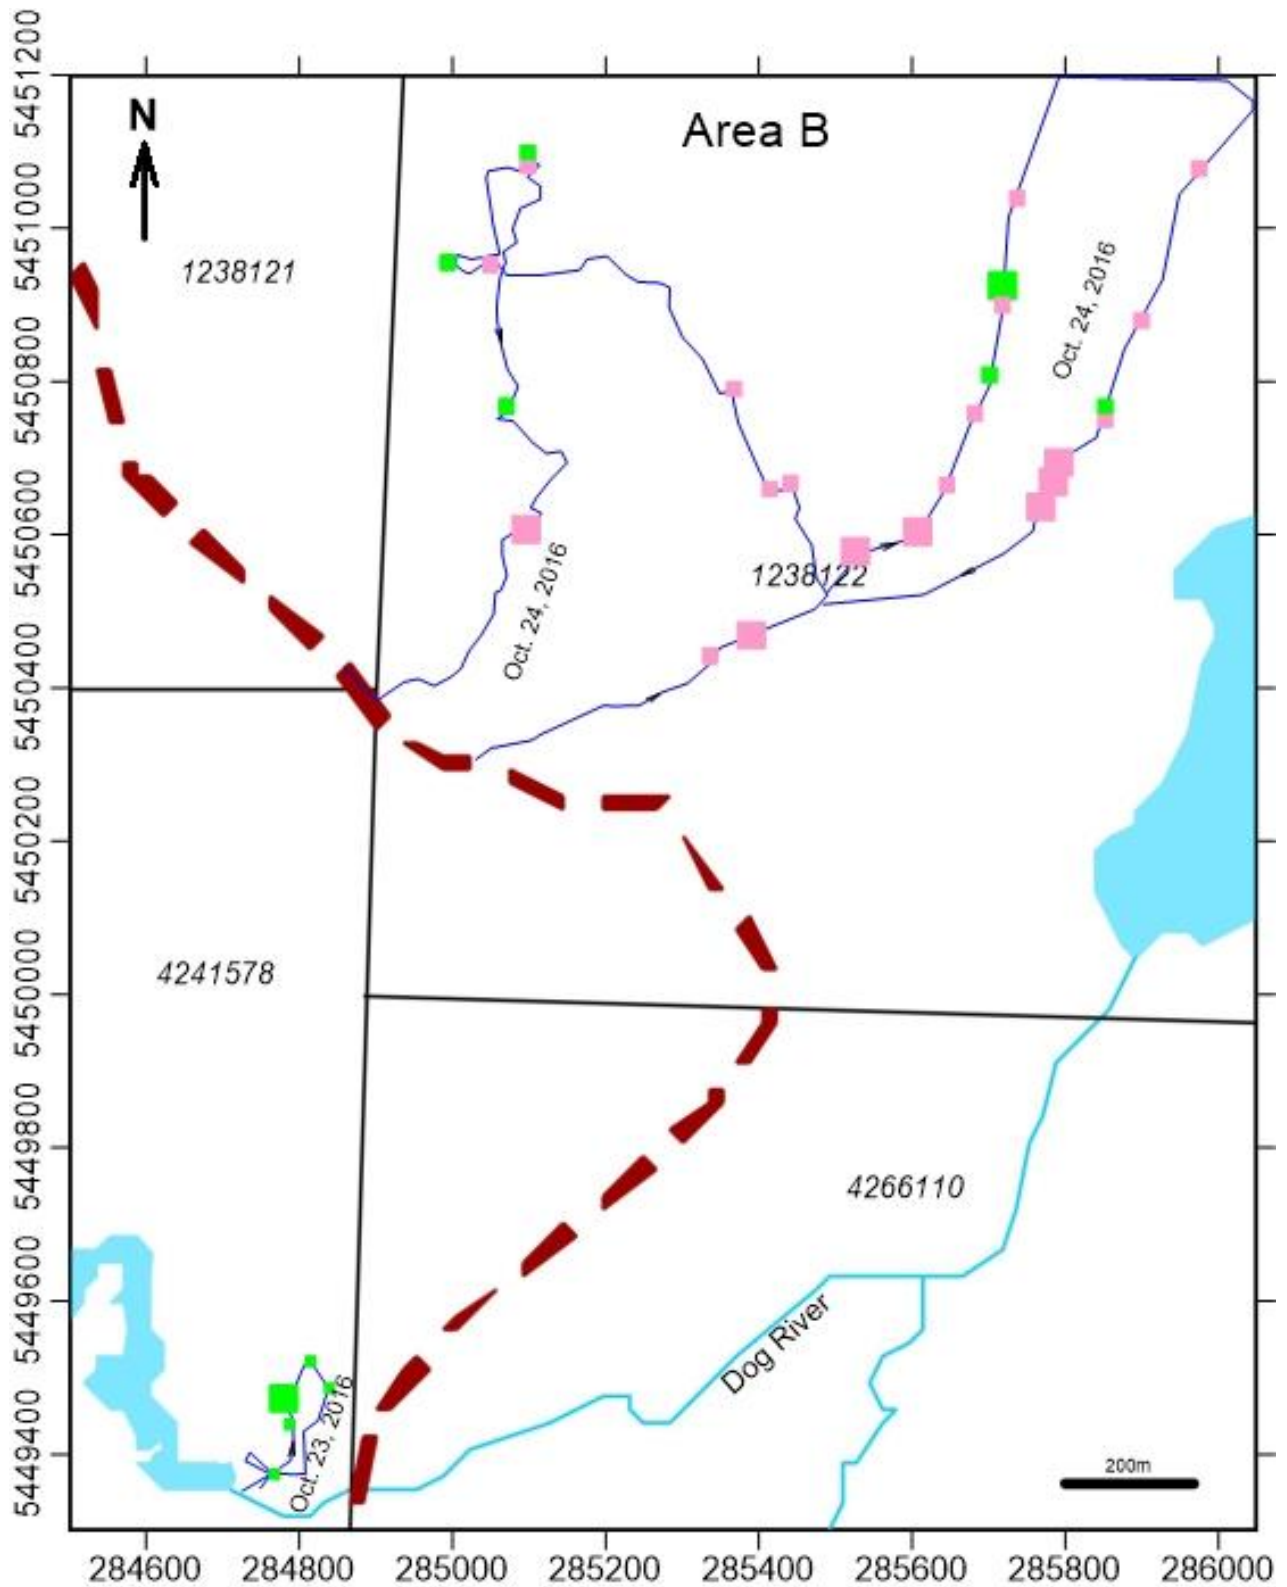 N
Area B
1238121
Oct. 24, 2016
1238122
Oct. 24, 2016
4241578
4266110
Dog River
Oct. 23, 2016
200m
5451200
5451000
5450800
5450600
5450400
5450200
5450000
5449800
5449600
5449400
284600 284800 285000 285200 285400 285600 285800 286000